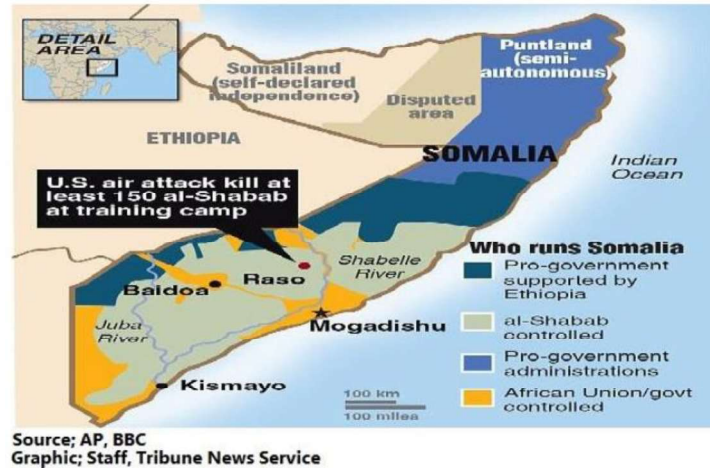 DETAIL
AREA
Somaliland
(self-declared
independence)
Puntland
(semi-
autonomous)
Disputed
area
ETHIOPIA
SOMALIA
Indian
Ocean
U.S. air attack kill at
least 150 al-Shabab
at training camp
Shabelle
River
Raso
Baidoa
Juba
River
Mogadishu
Kismayo
Who runs Somalia
Pro-government
supported by
Ethiopia
al-Shabab
controlled
Pro-government
administrations
African Union/govt
controlled
100 km
100 miles
Source; AP, BBC
Graphic; Staff, Tribune News Service